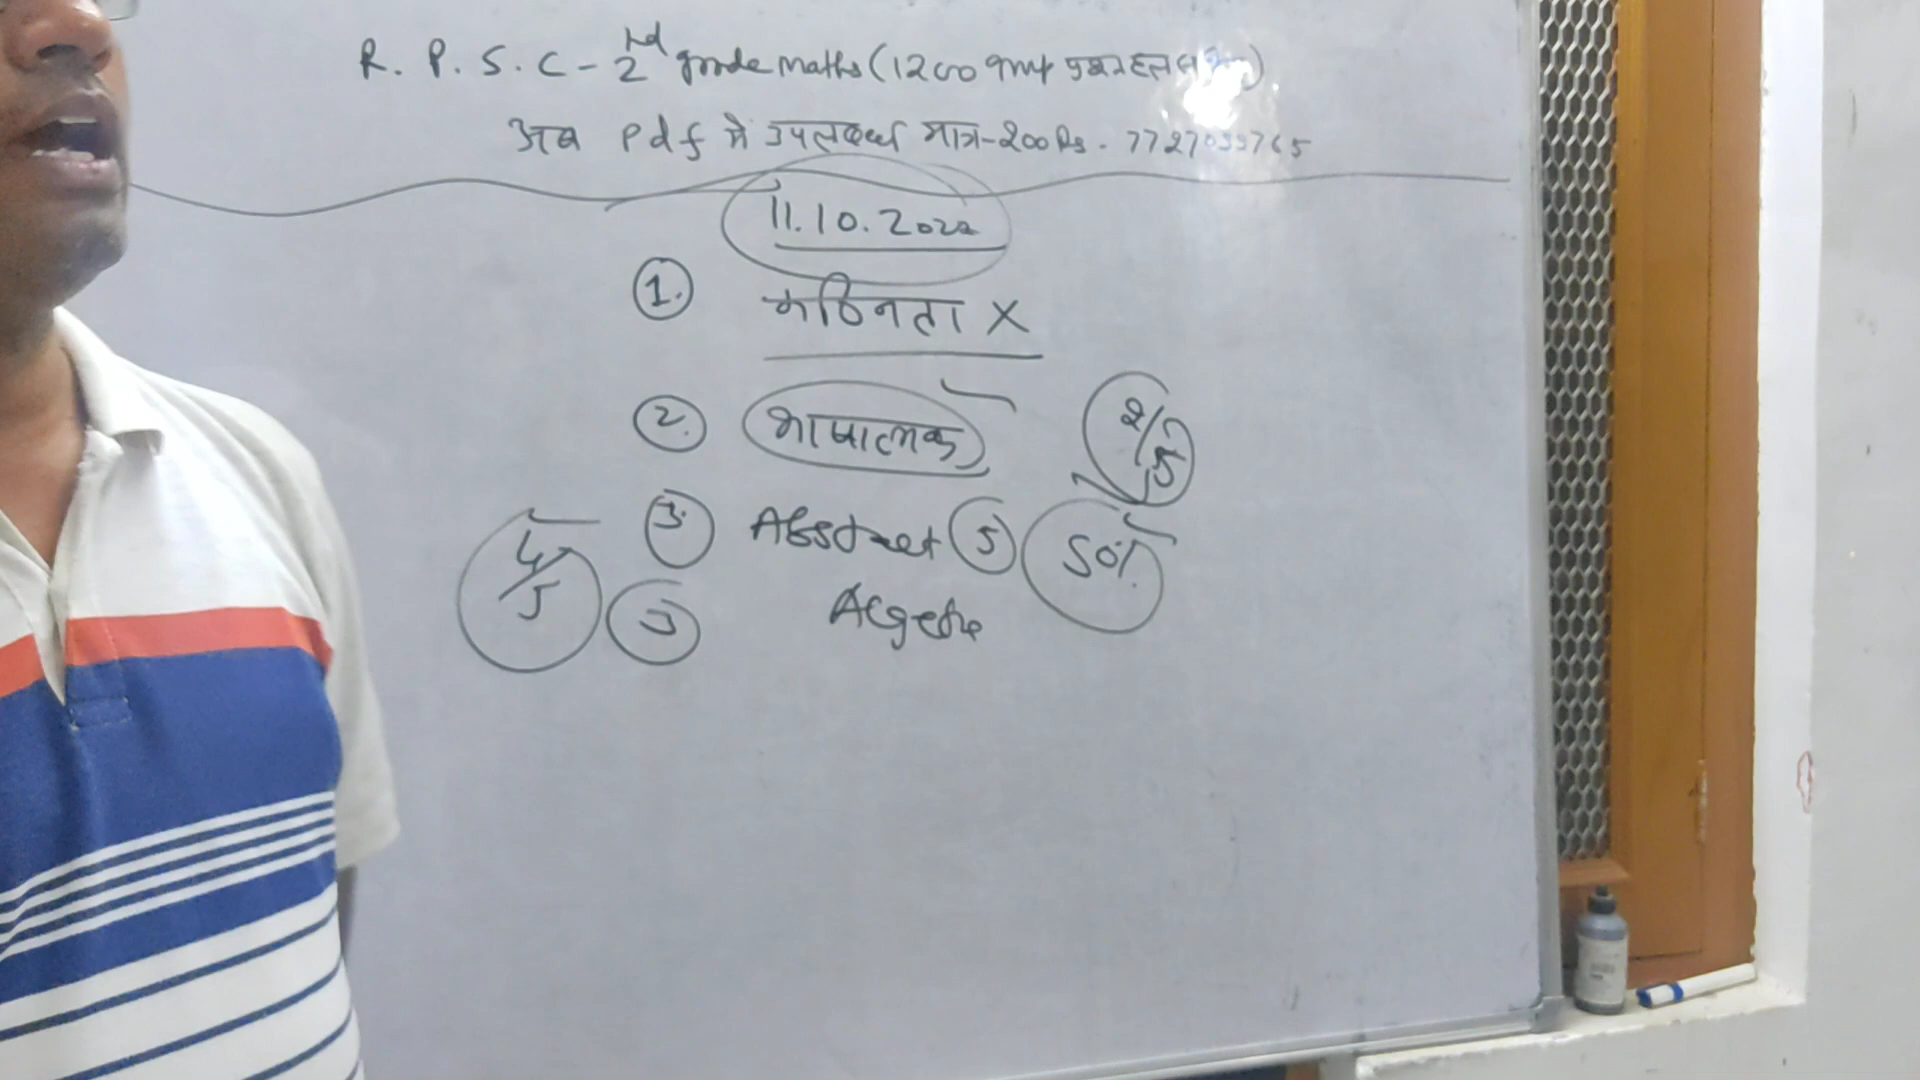 R. P. S. C - 2nd grade maths (1200 प्रश्न हल
अब Pdf में उपलब्ध मात्र - 200 Rs.
11.10.2022
1. कठिनता X
2. भाषात्मक 2/5
3. Abstract 5 50%
4/5 5 Algebra